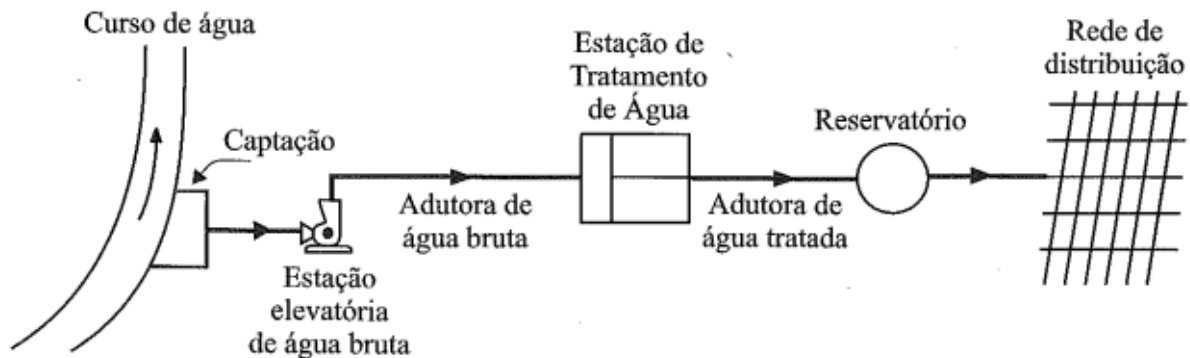 Curso de água
Captação
Estação
elevatória
de água bruta
Adutora de
água bruta
Estação de
Tratamento
de Água
Adutora de
água tratada
Reservatório
Rede de
distribuição